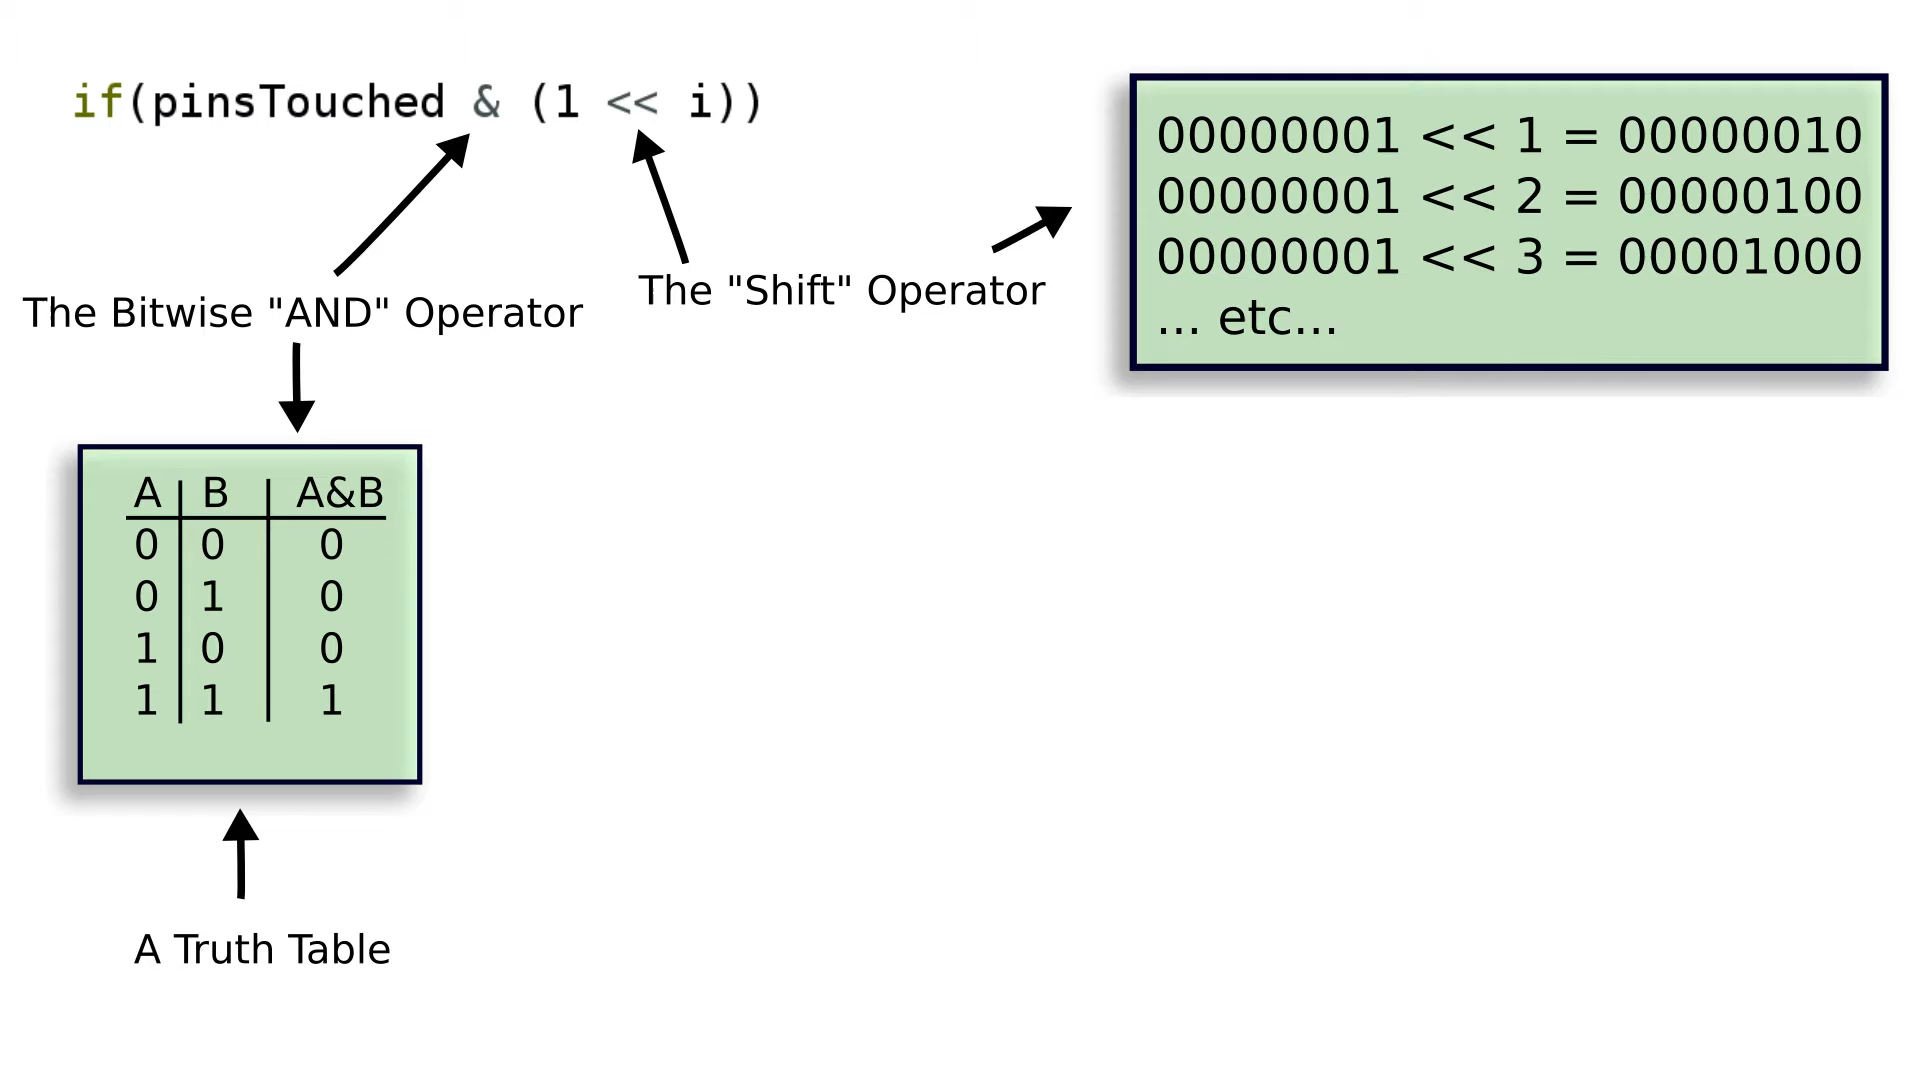 if(pinsTouched & (1 << i))
The Bitwise "AND" Operator
The "Shift" Operator
00000001 << 1 = 00000010
00000001 << 2 = 00000100
00000001 << 3 = 00001000
... etc...
A B A&B
0 0 0
0 1 0
1 0 0
1 1 1
A Truth Table